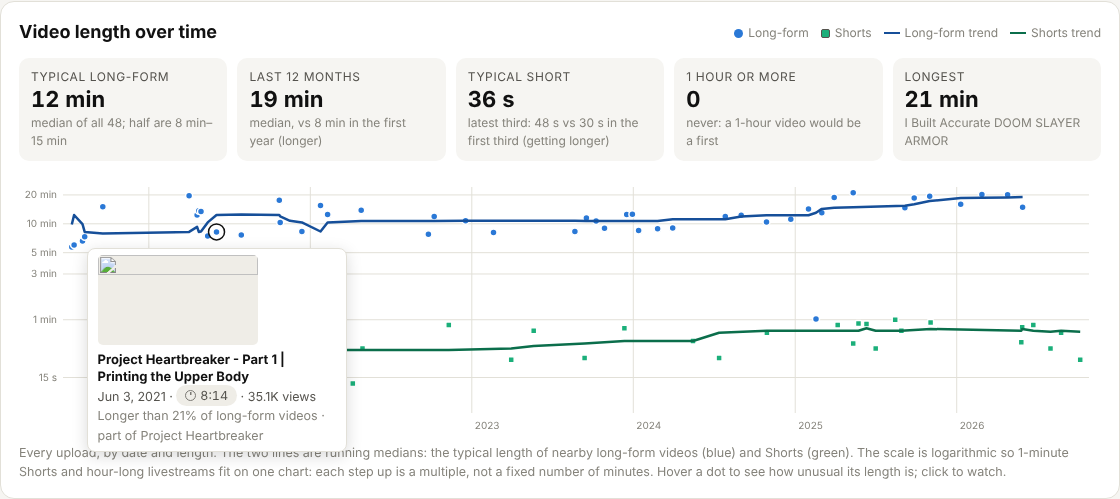 Video length over time
Long-form Shorts Long-form trend Shorts trend
TYPICAL LONG-FORM
12 min
median of all 48; half are 8 min–
15 min
LAST 12 MONTHS
19 min
median, vs 8 min in the first
year (longer)
TYPICAL SHORT
36 s
latest third: 48 s vs 30 s in the
first third (getting longer)
1 HOUR OR MORE
0
never: a 1-hour video would be
a first
LONGEST
21 min
I Built Accurate DOOM SLAYER
ARMOR
20 min
10 min
5 min
3 min
1 min
15 s
Project Heartbreaker - Part 1 |
Printing the Upper Body
Jun 3, 2021 · 8:14 · 35.1K views
Longer than 21% of long-form videos ·
part of Project Heartbreaker
2023 2024 2025 2026
Every upload, by date and length. The two lines are running medians: the typical length of nearby long-form videos (blue) and Shorts (green). The scale is logarithmic so 1-minute
Shorts and hour-long livestreams fit on one chart: each step up is a multiple, not a fixed number of minutes. Hover a dot to see how unusual its length is; click to watch.